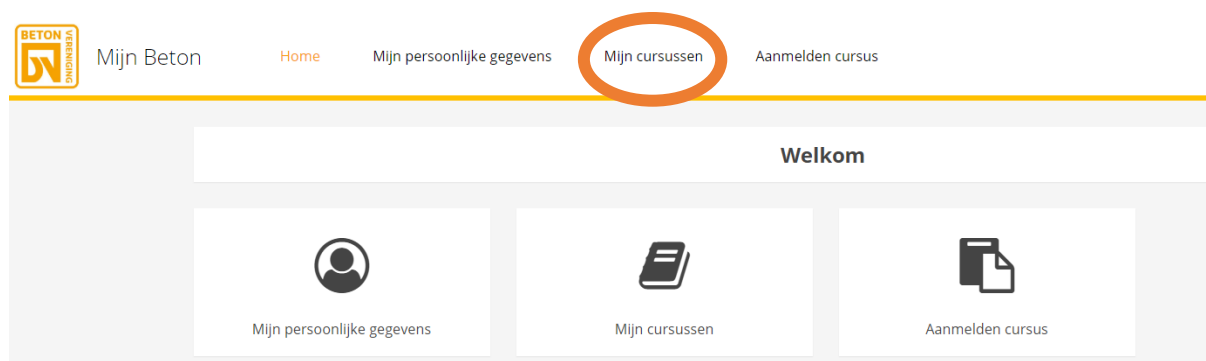 BETON VERENIGING
Mijn Beton
Home
Mijn persoonlijke gegevens
Mijn cursussen
Aanmelden cursus
Welkom
Mijn persoonlijke gegevens
Mijn cursussen
Aanmelden cursus